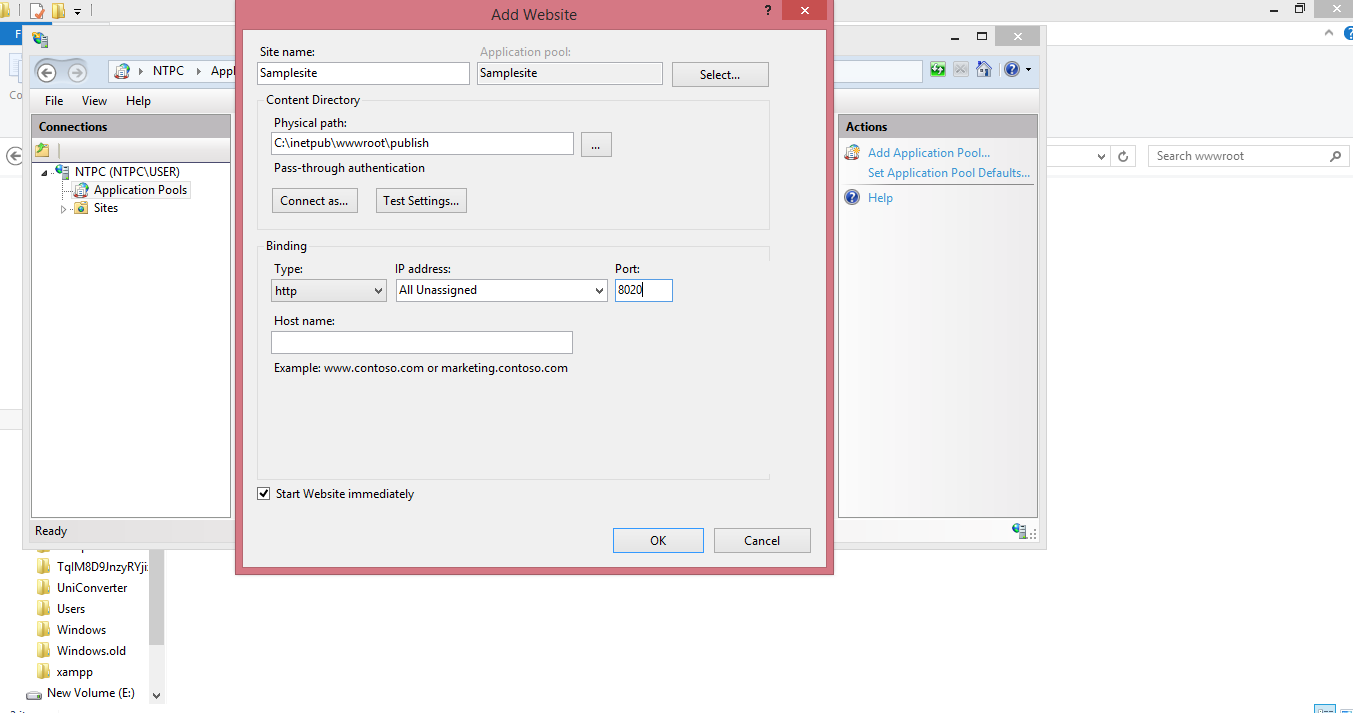 Add Website
?
Site name:
Application pool:
Samplesite
Samplesite
Select...
Content Directory
Physical path:
C:\inetpub\wwwroot\publish
...
Pass-through authentication
Connect as...
Test Settings...
Binding
Type:
IP address:
Port:
http
All Unassigned
8020
Host name:
Example: www.contoso.com or marketing.contoso.com
Start Website immediately
OK
Cancel
F
Co
NTPC
Appl
File
View
Help
Connections
NTPC (NTPC\USER)
Application Pools
Sites
Ready
Actions
Add Application Pool...
Set Application Pool Defaults...
Help
Search wwwroot
TqlM8D9JnzyRYji
UniConverter
Users
Windows
Windows.old
xampp
New Volume (E:)